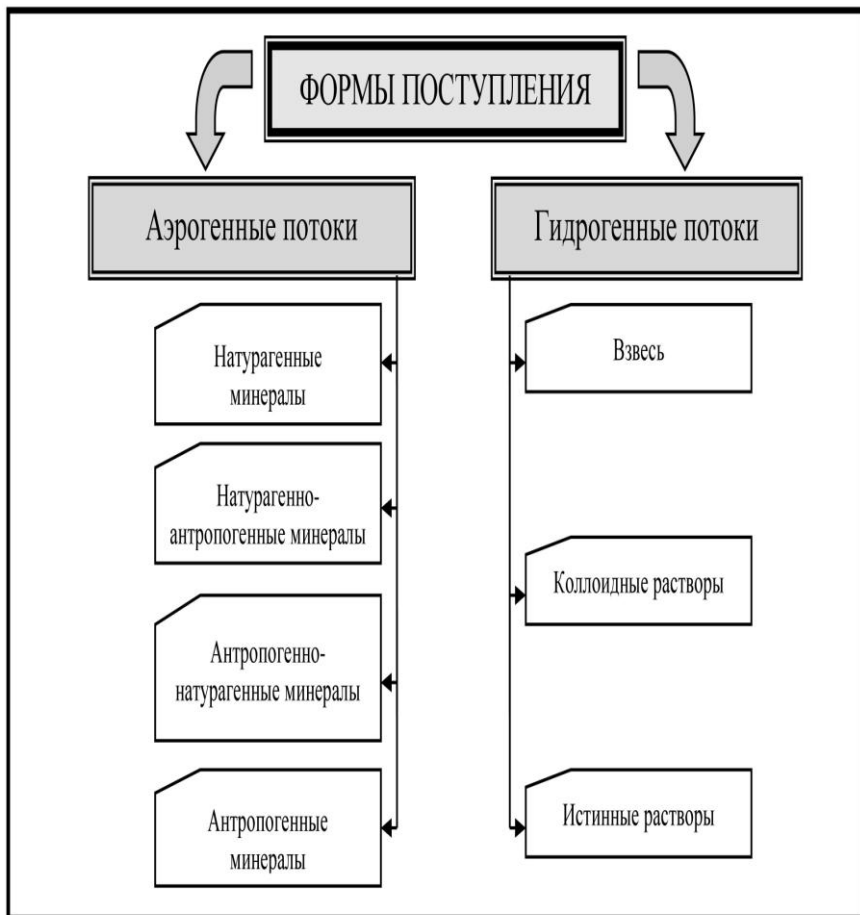 ФОРМЫ ПОСТУПЛЕНИЯ
Аэрогенные потоки
Натурагенные
минералы
Натурагенно-
антропогенные минералы
Антропогенно-
натурагенные минералы
Антропогенные
минералы
Гидрогенные потоки
Взвесь
Коллоидные растворы
Истинные растворы